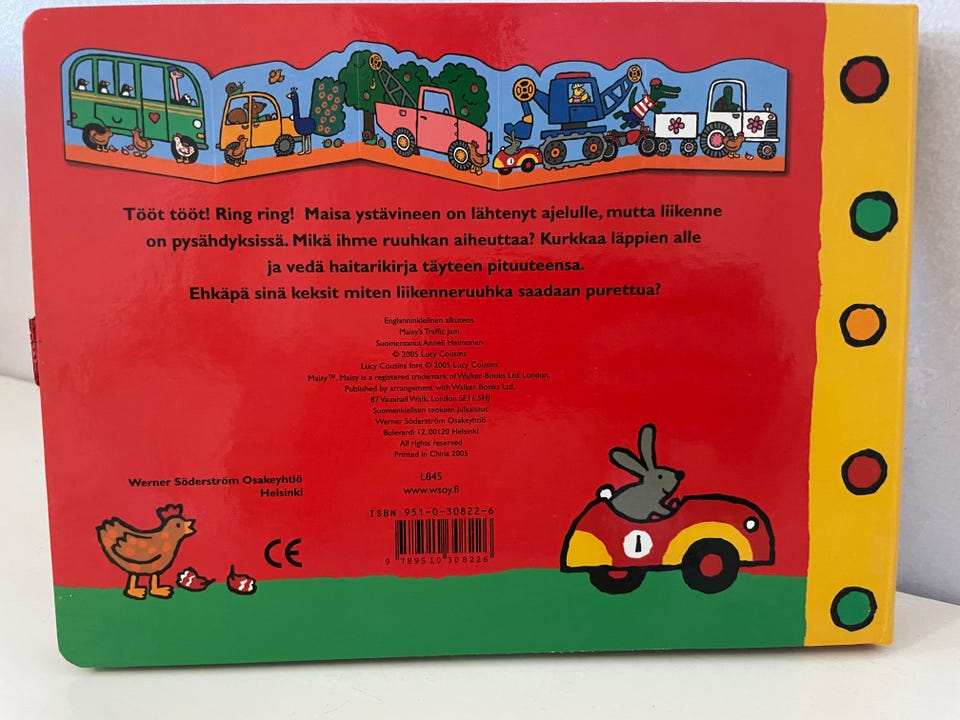 Tööt tööt! Ring ring! Maisa ystävineen on lähtenyt ajelulle, mutta liikenne
on pysähdyksissä. Mikä ihme ruuhkan aiheuttaa? Kurkkaa läppien alle
ja vedä haitarikirja täyteen pituuteensa.
Ehkäpä sinä keksit miten liikenneruuhka saadaan purettua?
Englanninkielinen alkuteos
Maisy's Traffic Jam
Suomentanut Anneli Heimonen
© 2005 Lucy Cousins
Lucy Cousins font © 2005 Lucy Cousins
Maisy™. Maisy is a registered trademark of Walker Books Ltd, London.
Published by arrangement with Walker Books Ltd,
87 Vauxhall Walk, London SE11 5HJ
Suomenkielisen teoksen julkaissut
Werner Söderström Osakeyhtiö
Bulevardi 12, 00120 Helsinki
All rights reserved
Printed in China 2005
L845
www.wsoy.fi
Werner Söderström Osakeyhtiö
Helsinki
ISBN 951-0-30822-6
9 789510 308226
CE
1
1